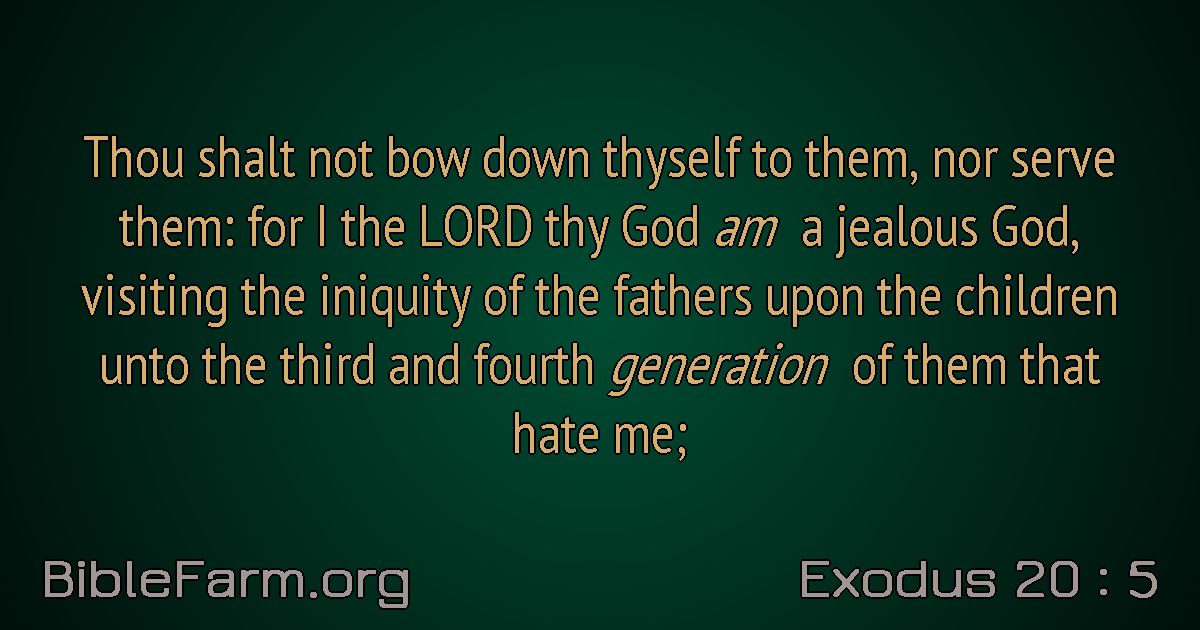 Thou shalt not bow down thyself to them, nor serve
them: for I the LORD thy God am a jealous God,
visiting the iniquity of the fathers upon the children
unto the third and fourth generation of them that
hate me;
BibleFarm.org
Exodus 20 : 5